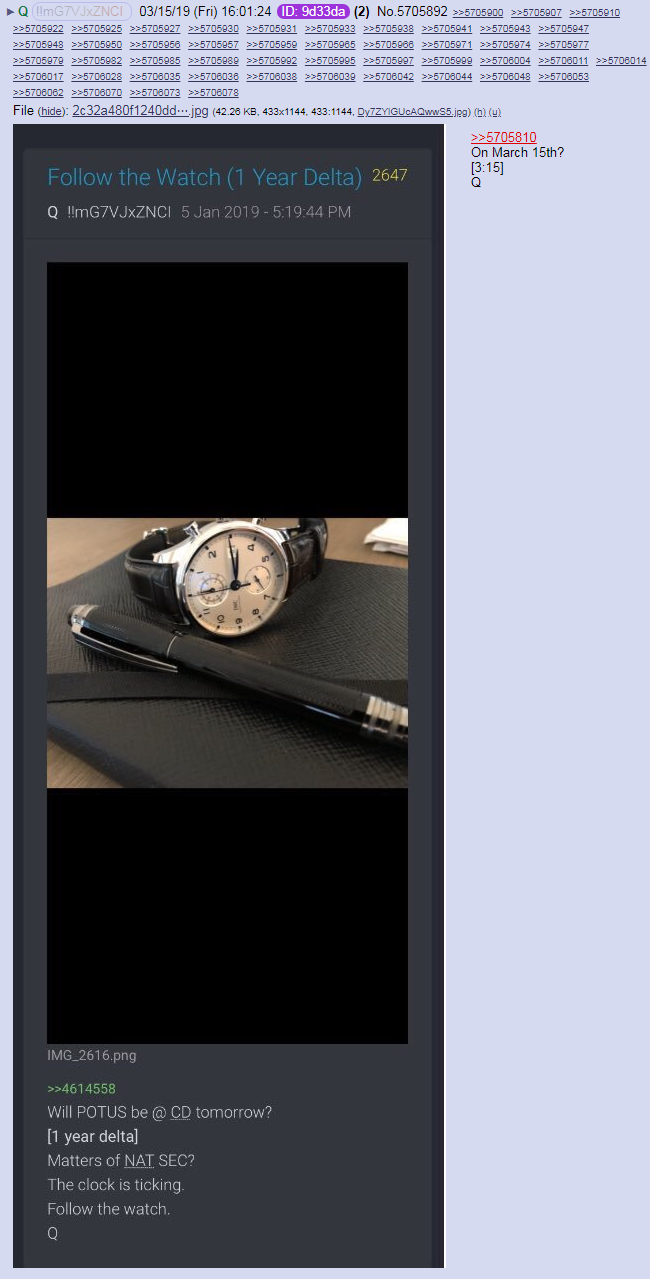 Q !!mG7VJxZNCI 03/15/19 (Fri) 16:01:24 ID: 9d33da (2) No.5705892 >>5705900 >>5705907 >>5705910
>>5705922 >>5705925 >>5705927 >>5705930 >>5705931 >>5705933 >>5705938 >>5705941 >>5705943 >>5705947
>>5705948 >>5705950 >>5705956 >>5705957 >>5705959 >>5705965 >>5705966 >>5705971 >>5705974 >>5705977
>>5705979 >>5705982 >>5705985 >>5705989 >>5705992 >>5705995 >>5705997 >>5705999 >>5706004 >>5706011 >>5706014
>>5706017 >>5706028 >>5706035 >>5706036 >>5706038 >>5706039 >>5706042 >>5706044 >>5706048 >>5706053
>>5706062 >>5706070 >>5706073 >>5706078
File (hide): 2c32a480f1240dd⋯.jpg (42.26 KB, 433x1144, 433:1144, Dy7ZYIGUcAQwwS5.jpg) (h) (u)
>>5705810
On March 15th?
[3:15]
Q
Follow the Watch (1 Year Delta) 2647
Q !!mG7VJxZNCI 5 Jan 2019 - 5:19:44 PM
IMG_2616.png
>>4614558
Will POTUS be @ CD tomorrow?
[1 year delta]
Matters of NAT SEC?
The clock is ticking.
Follow the watch.
Q